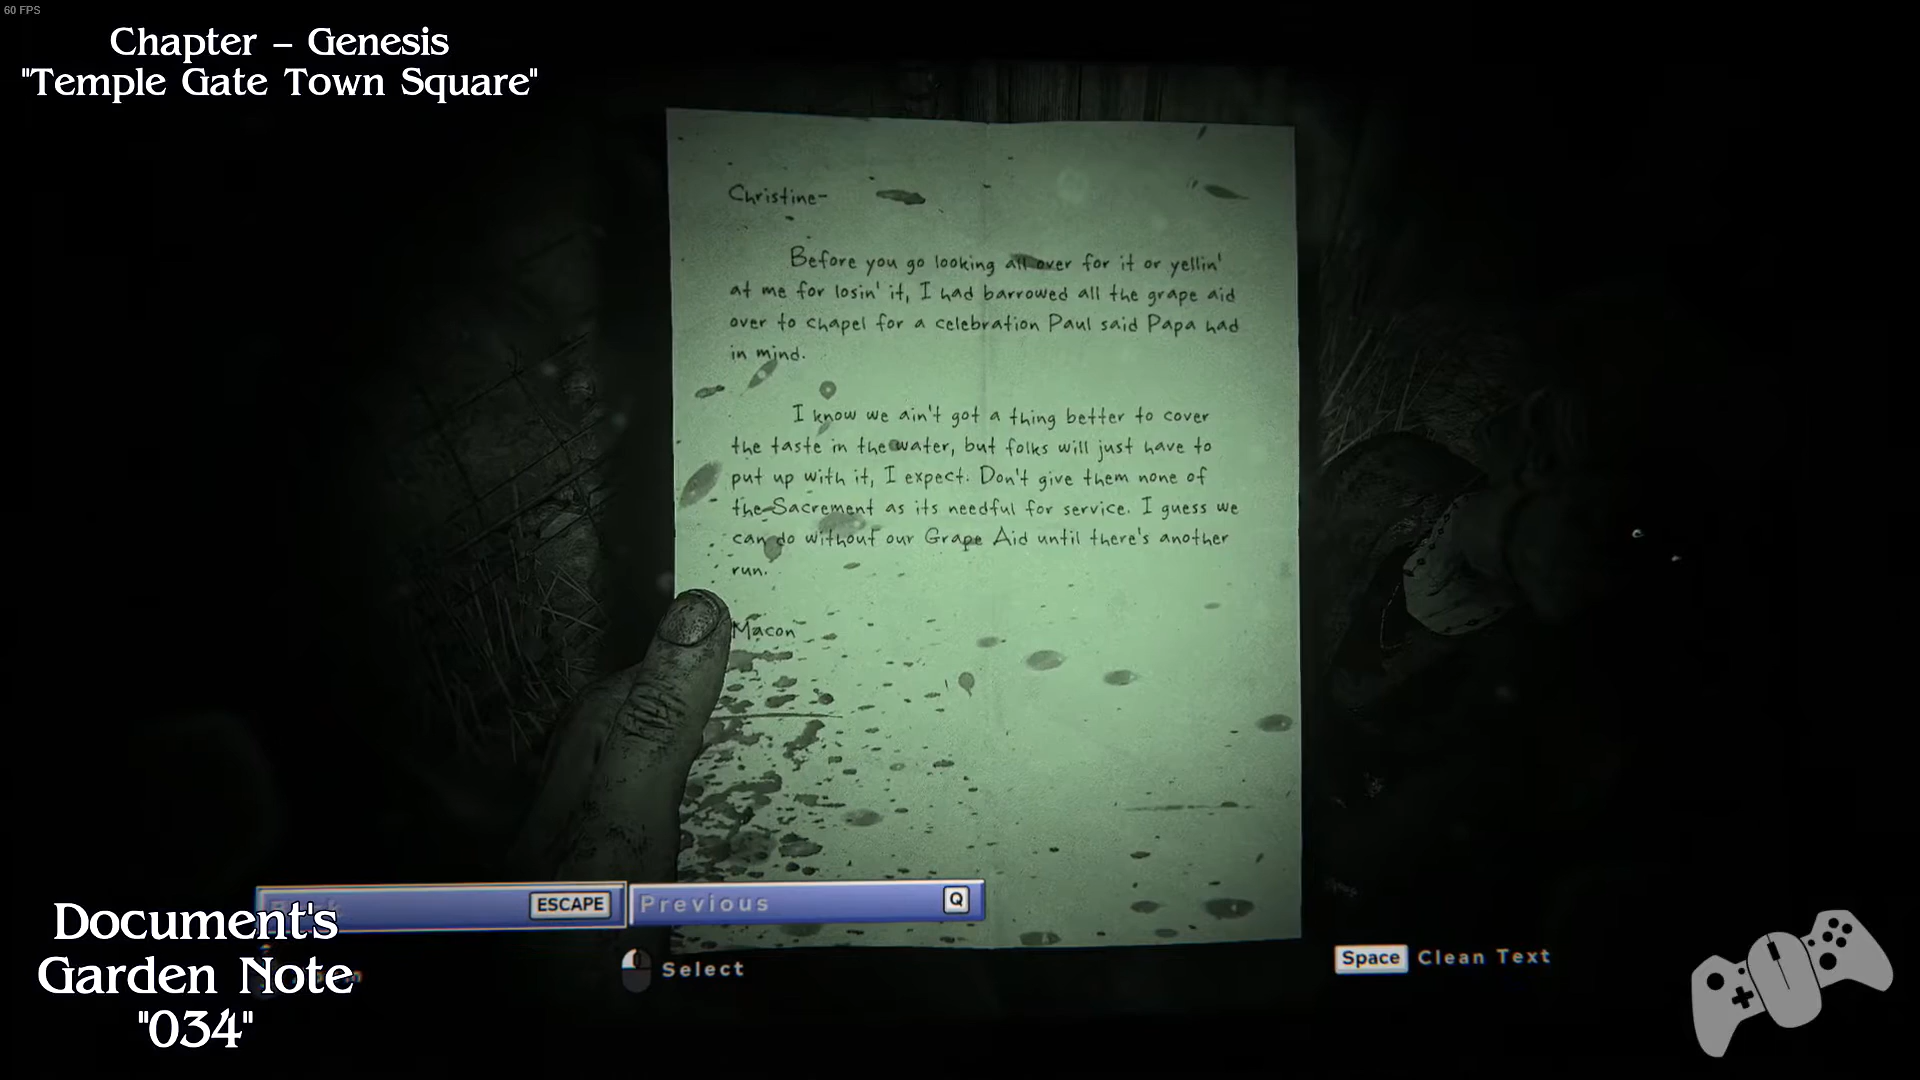 60 FPS
Chapter – Genesis
"Temple Gate Town Square"
Christine-
Before you go looking all over for it or yellin'
at me for losin' it, I had barrowed all the grape aid
over to chapel for a celebration Paul said Papa had
in mind.
I know we ain't got a thing better to cover
the taste in the water, but folks will just have to
put up with it, I expect. Don't give them none of
the Sacrement as its needful for service. I guess we
can do without our Grape Aid until there's another
run.
Macon
ESCAPE
Previous
Q
Document's
Garden Note
"034"
Select
Space
Clean Text